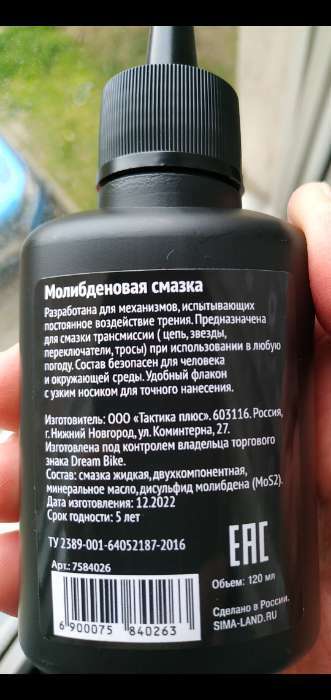 Молибденовая смазка
Разработана для механизмов, испытывающих
постоянное воздействие трения. Предназначена
для смазки трансмиссии ( цепь, звезды,
переключатели, тросы) при использовании в любую
погоду. Состав безопасен для человека
и окружающей среды. Удобный флакон
с узким носиком для точного нанесения.
Изготовитель: ООО «Тактика плюс». 603116. Россия,
г.Нижний Новгород, ул. Коминтерна, 27.
Изготовлена под контролем владельца торгового
знака Dream Bike.
Состав: смазка жидкая, двухкомпонентная,
минеральное масло, дисульфид молибдена (MoS2).
Дата изготовления: 12.2022
Срок годности: 5 лет
ТУ 2389-001-64052187-2016
Арт.: 7584026
EAC
Объем: 120 мл
6 900075 840263
Сделано в России.
SIMA-LAND.RU